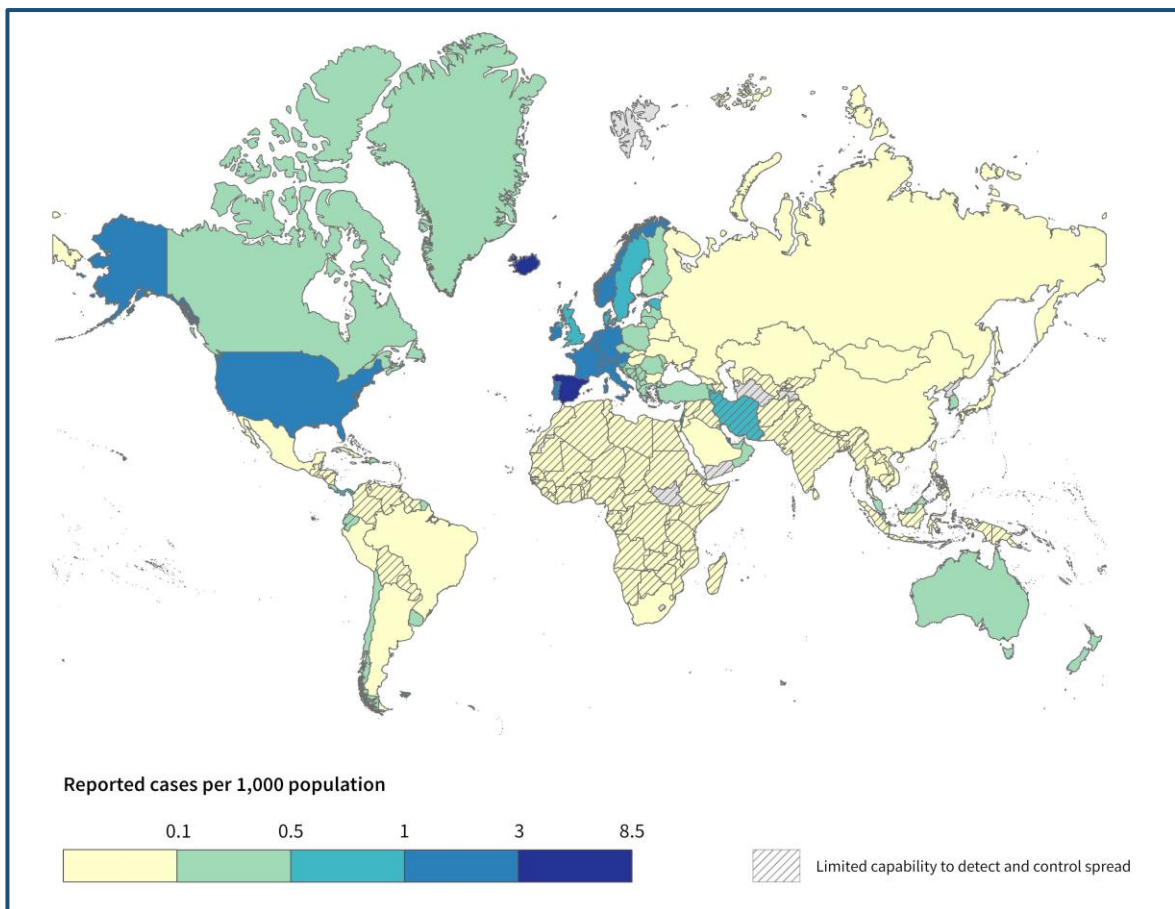 Reported cases per 1,000 population
0.1 0.5 1 3 8.5
Limited capability to detect and control spread